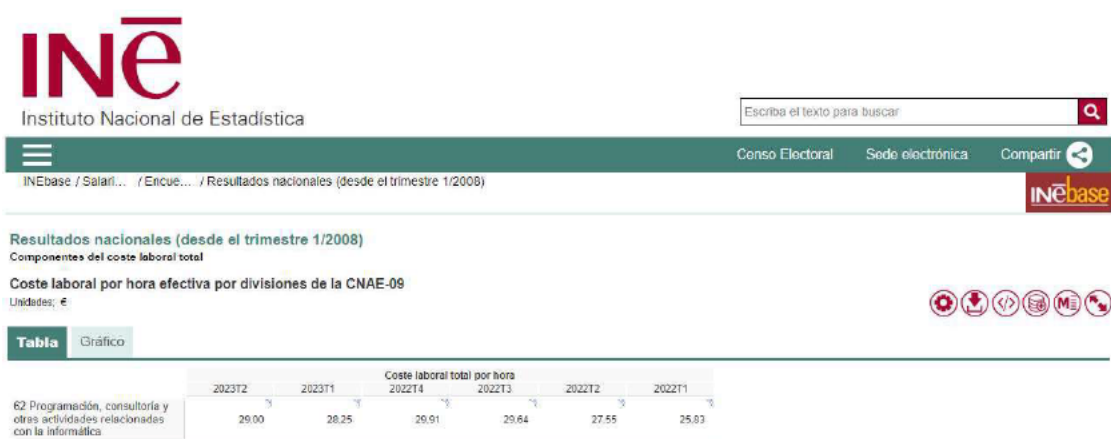 INē
Instituto Nacional de Estadística
Escriba el texto para buscar
Censo Electoral Sede electrónica Compartir
INEbase / Salari... / Encue... / Resultados nacionales (desde el trimestre 1/2008)
INēbase
Resultados nacionales (desde el trimestre 1/2008)
Componentes del coste laboral total
Coste laboral por hora efectiva por divisiones de la CNAE-09
Unidades: €
M
Tabla Gráfico
Coste laboral total por hora
2023T2 2023T1 2022T4 2022T3 2022T2 2022T1
62 Programación, consultoría y
otras actividades relacionadas 29,00 28,25 29,91 29,64 27,55 25,83
con la informática